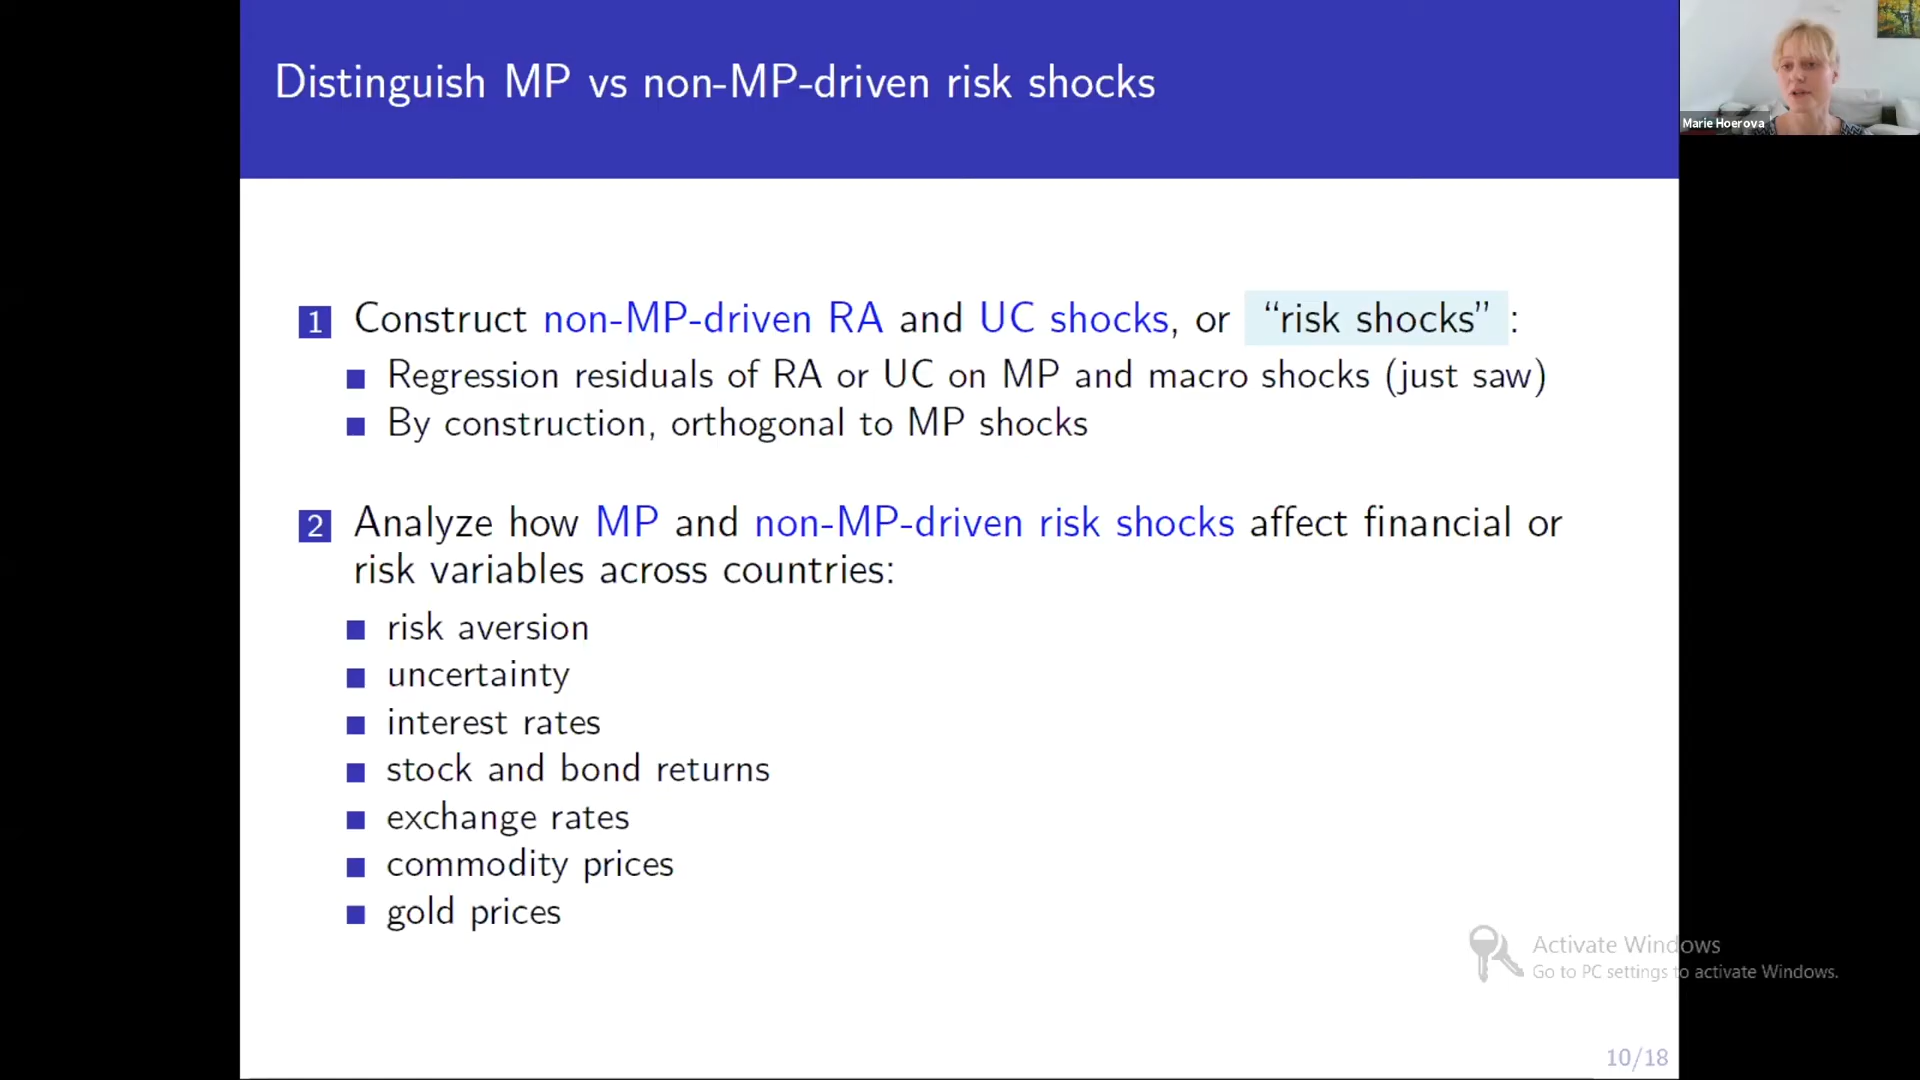 Distinguish MP vs non-MP-driven risk shocks
Marie Hoerova
1 Construct non-MP-driven RA and UC shocks, or “risk shocks” :
Regression residuals of RA or UC on MP and macro shocks (just saw)
By construction, orthogonal to MP shocks
2 Analyze how MP and non-MP-driven risk shocks affect financial or
risk variables across countries:
risk aversion
uncertainty
interest rates
stock and bond returns
exchange rates
commodity prices
gold prices
Activate Windows
Go to PC settings to activate Windows.
10/18